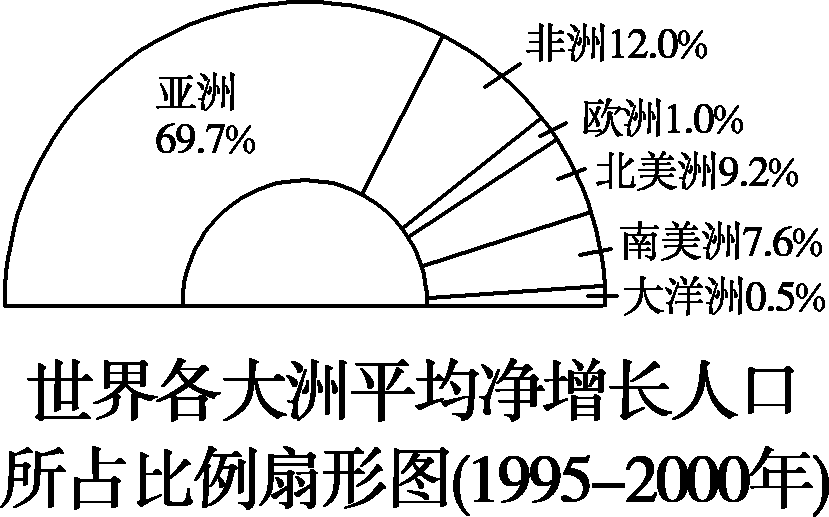 亚洲
69.7%
非洲12.0%
欧洲1.0%
北美洲9.2%
南美洲7.6%
大洋洲0.5%
世界各大洲平均净增长人口
所占比例扇形图(1995-2000年)